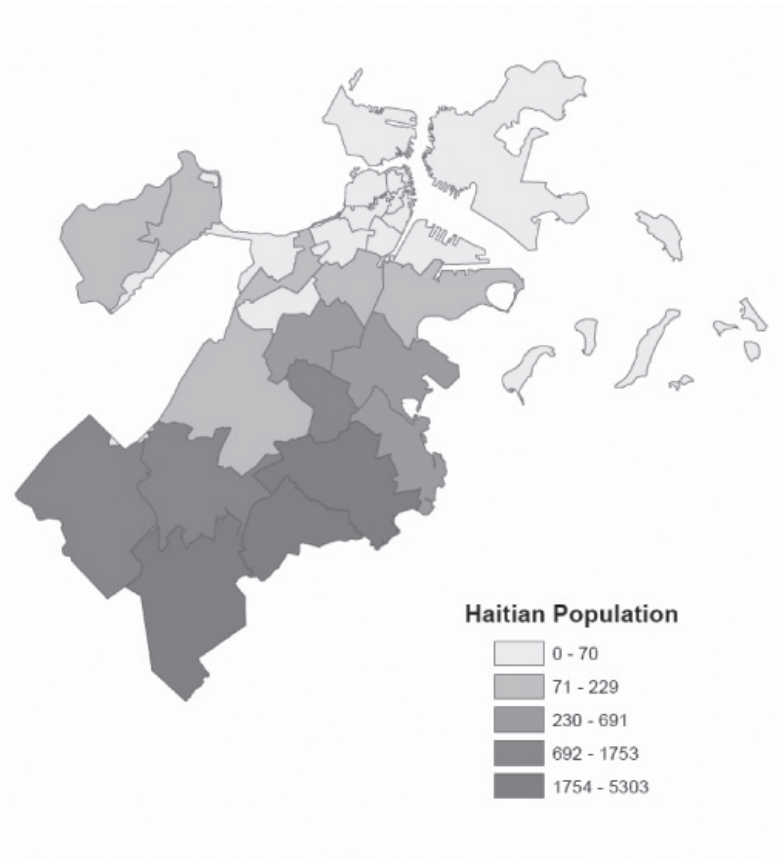 Haitian Population
0 - 70
71 - 229
230 - 691
692 - 1753
1754 - 5303